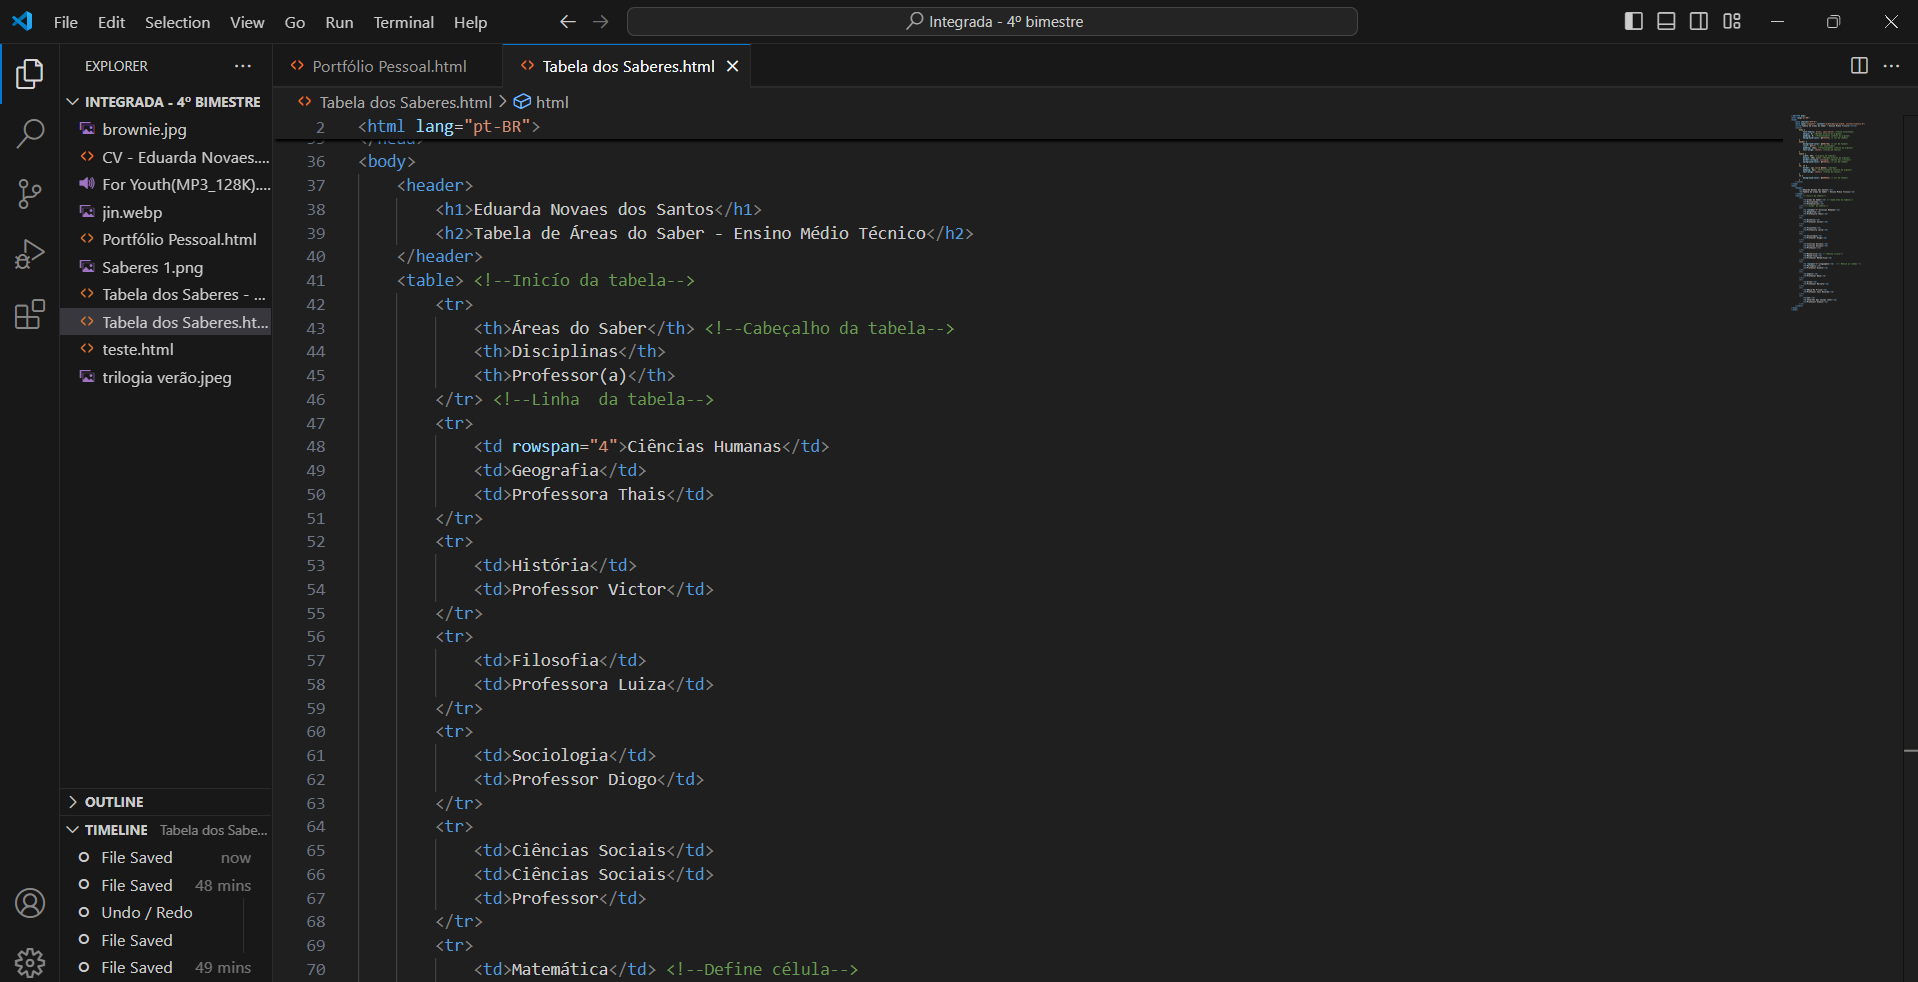 File Edit Selection View Go Run Terminal Help
Integrada - 4º bimestre
EXPLORER
INTEGRADA - 4º BIMESTRE
brownie.jpg
CV - Eduarda Novaes....
For Youth(MP3_128K)....
jin.webp
Portfólio Pessoal.html
Saberes 1.png
Tabela dos Saberes - ...
Tabela dos Saberes.ht...
teste.html
trilogia verão.jpeg
OUTLINE
TIMELINE Tabela dos Sabe...
File Saved now
File Saved 48 mins
Undo / Redo
File Saved
File Saved 49 mins
Portfólio Pessoal.html
Tabela dos Saberes.html
Tabela dos Saberes.html > html
2 <html lang="pt-BR">
35 </head>
36 <body>
37 <header>
38 <h1>Eduarda Novaes dos Santos</h1>
39 <h2>Tabela de Áreas do Saber - Ensino Médio Técnico</h2>
40 </header>
41 <table> <!--Inicío da tabela-->
42 <tr>
43 <th>Áreas do Saber</th> <!--Cabeçalho da tabela-->
44 <th>Disciplinas</th>
45 <th>Professor(a)</th>
46 </tr> <!--Linha  da tabela-->
47 <tr>
48 <td rowspan="4">Ciências Humanas</td>
49 <td>Geografia</td>
50 <td>Professora Thais</td>
51 </tr>
52 <tr>
53 <td>História</td>
54 <td>Professor Victor</td>
55 </tr>
56 <tr>
57 <td>Filosofia</td>
58 <td>Professora Luiza</td>
59 </tr>
60 <tr>
61 <td>Sociologia</td>
62 <td>Professor Diogo</td>
63 </tr>
64 <tr>
65 <td>Ciências Sociais</td>
66 <td>Ciências Sociais</td>
67 <td>Professor</td>
68 </tr>
69 <tr>
70 <td>Matemática</td> <!--Define célula-->